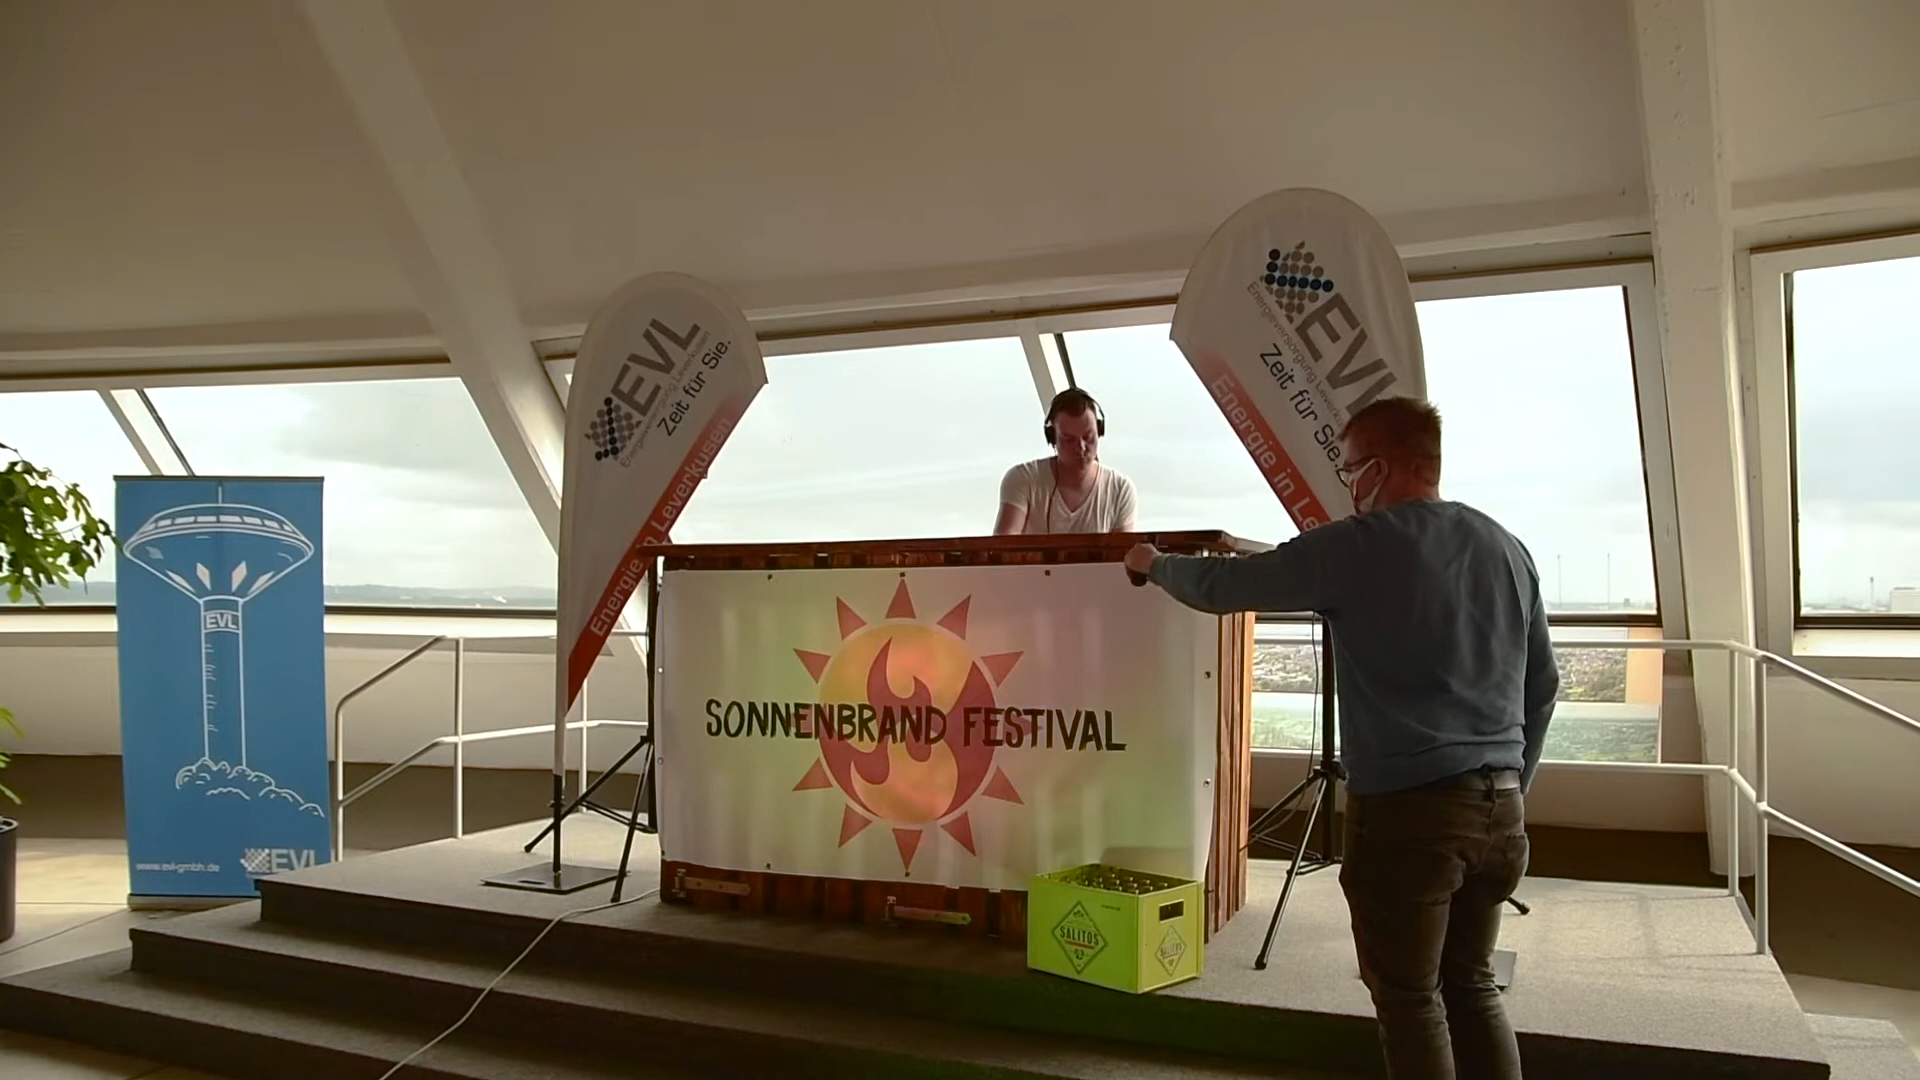 EVL
Energieversorgung Leverkusen
Zeit für Sie.
Energie in Leverkusen
EVL
Energieversorgung Leverkusen
Zeit für Sie.
Energie in Le
EVL
www.evl-gmbh.de
EVL
SONNENBRAND FESTIVAL
SALITOS
SALITOS